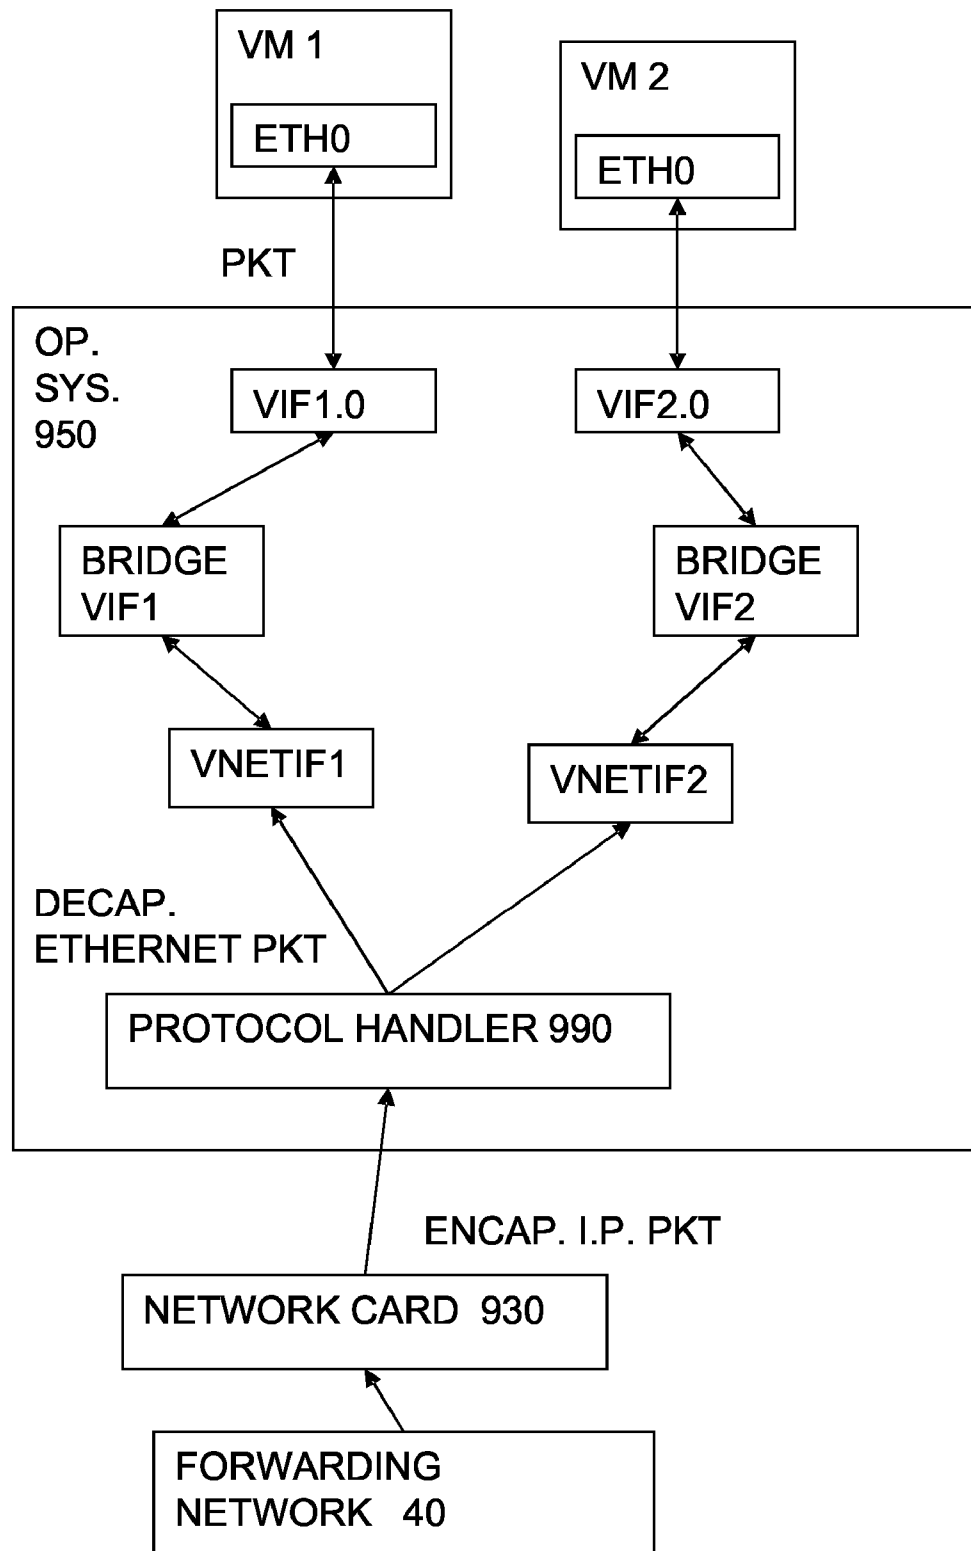 VM 1
VM 2
ETH0
ETH0
PKT
OP.
SYS.
950
VIF1.0
VIF2.0
BRIDGE
VIF1
BRIDGE
VIF2
VNETIF1
VNETIF2
DECAP.
ETHERNET PKT
PROTOCOL HANDLER 990
ENCAP. I.P. PKT
NETWORK CARD 930
FORWARDING
NETWORK 40